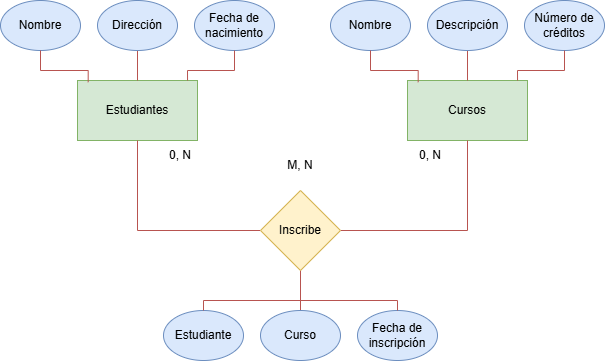 Nombre
Dirección
Fecha de
nacimiento
Nombre
Descripción
Número de
créditos
Estudiantes
Cursos
0, N
M, N
0, N
Inscribe
Estudiante
Curso
Fecha de
inscripción